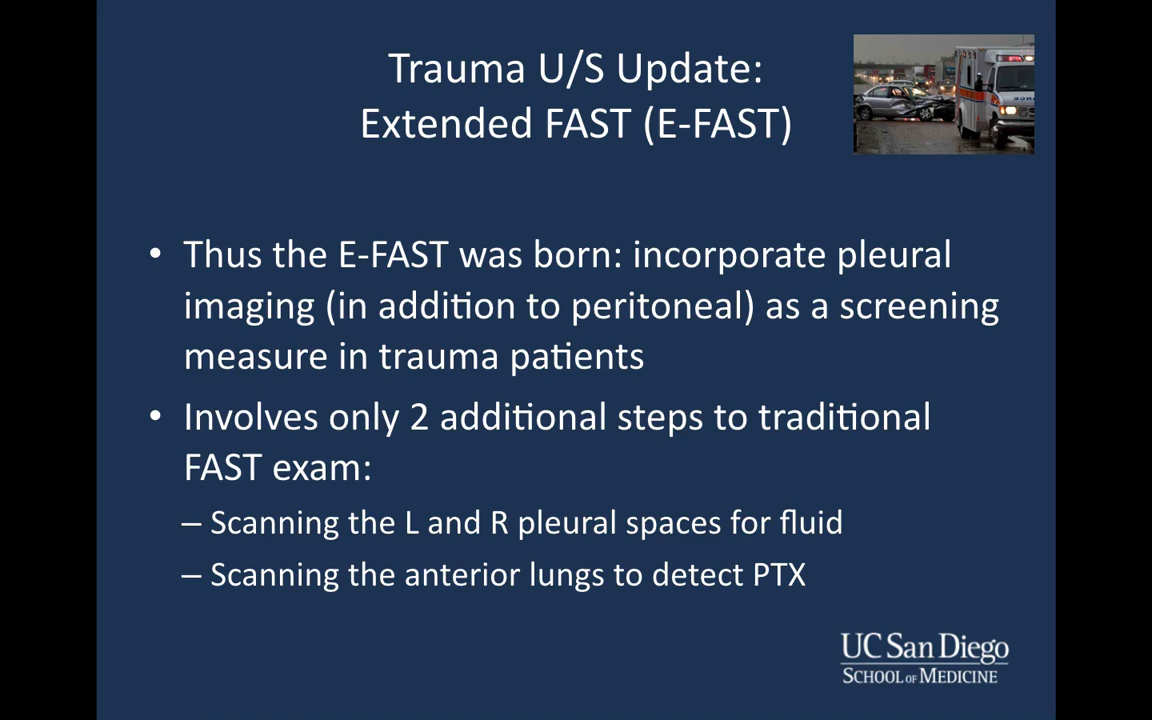 Trauma U/S Update:
Extended FAST (E-FAST)
• Thus the E-FAST was born: incorporate pleural
imaging (in addition to peritoneal) as a screening
measure in trauma patients
• Involves only 2 additional steps to traditional
FAST exam:
– Scanning the L and R pleural spaces for fluid
– Scanning the anterior lungs to detect PTX
UC San Diego
SCHOOL OF MEDICINE